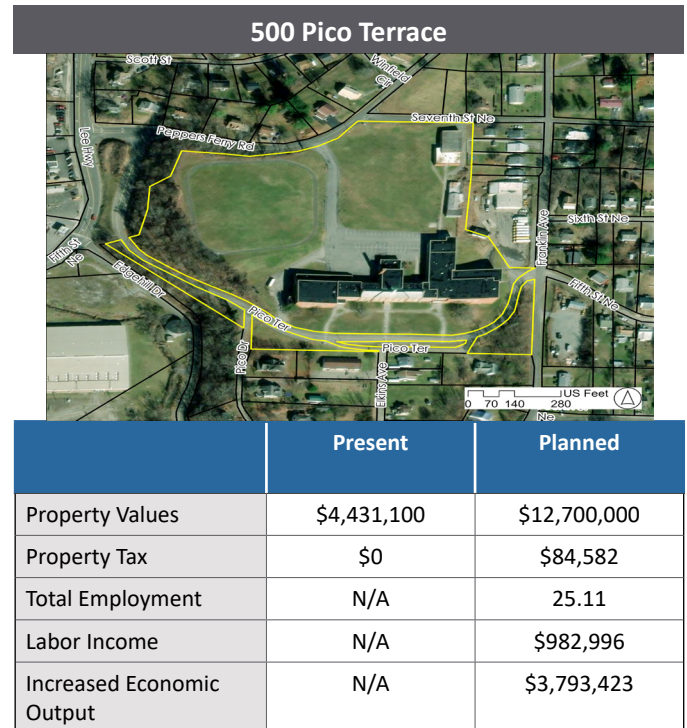 500 Pico Terrace
Scott St
Winfield
Cir
Seventh St Ne
Peppers Ferry Rd
Lee Hwy
Franklin Ave
Sixth St Ne
Fifth St
Ne
Edgehill Dr
Fifth St Ne
Pico Ter
Pico Ter
Pico Dr
Elkins Ave
US Feet
0 70 140 280
Ne
Present Planned
Property Values $4,431,100 $12,700,000
Property Tax $0 $84,582
Total Employment N/A 25.11
Labor Income N/A $982,996
Increased Economic N/A $3,793,423
Output